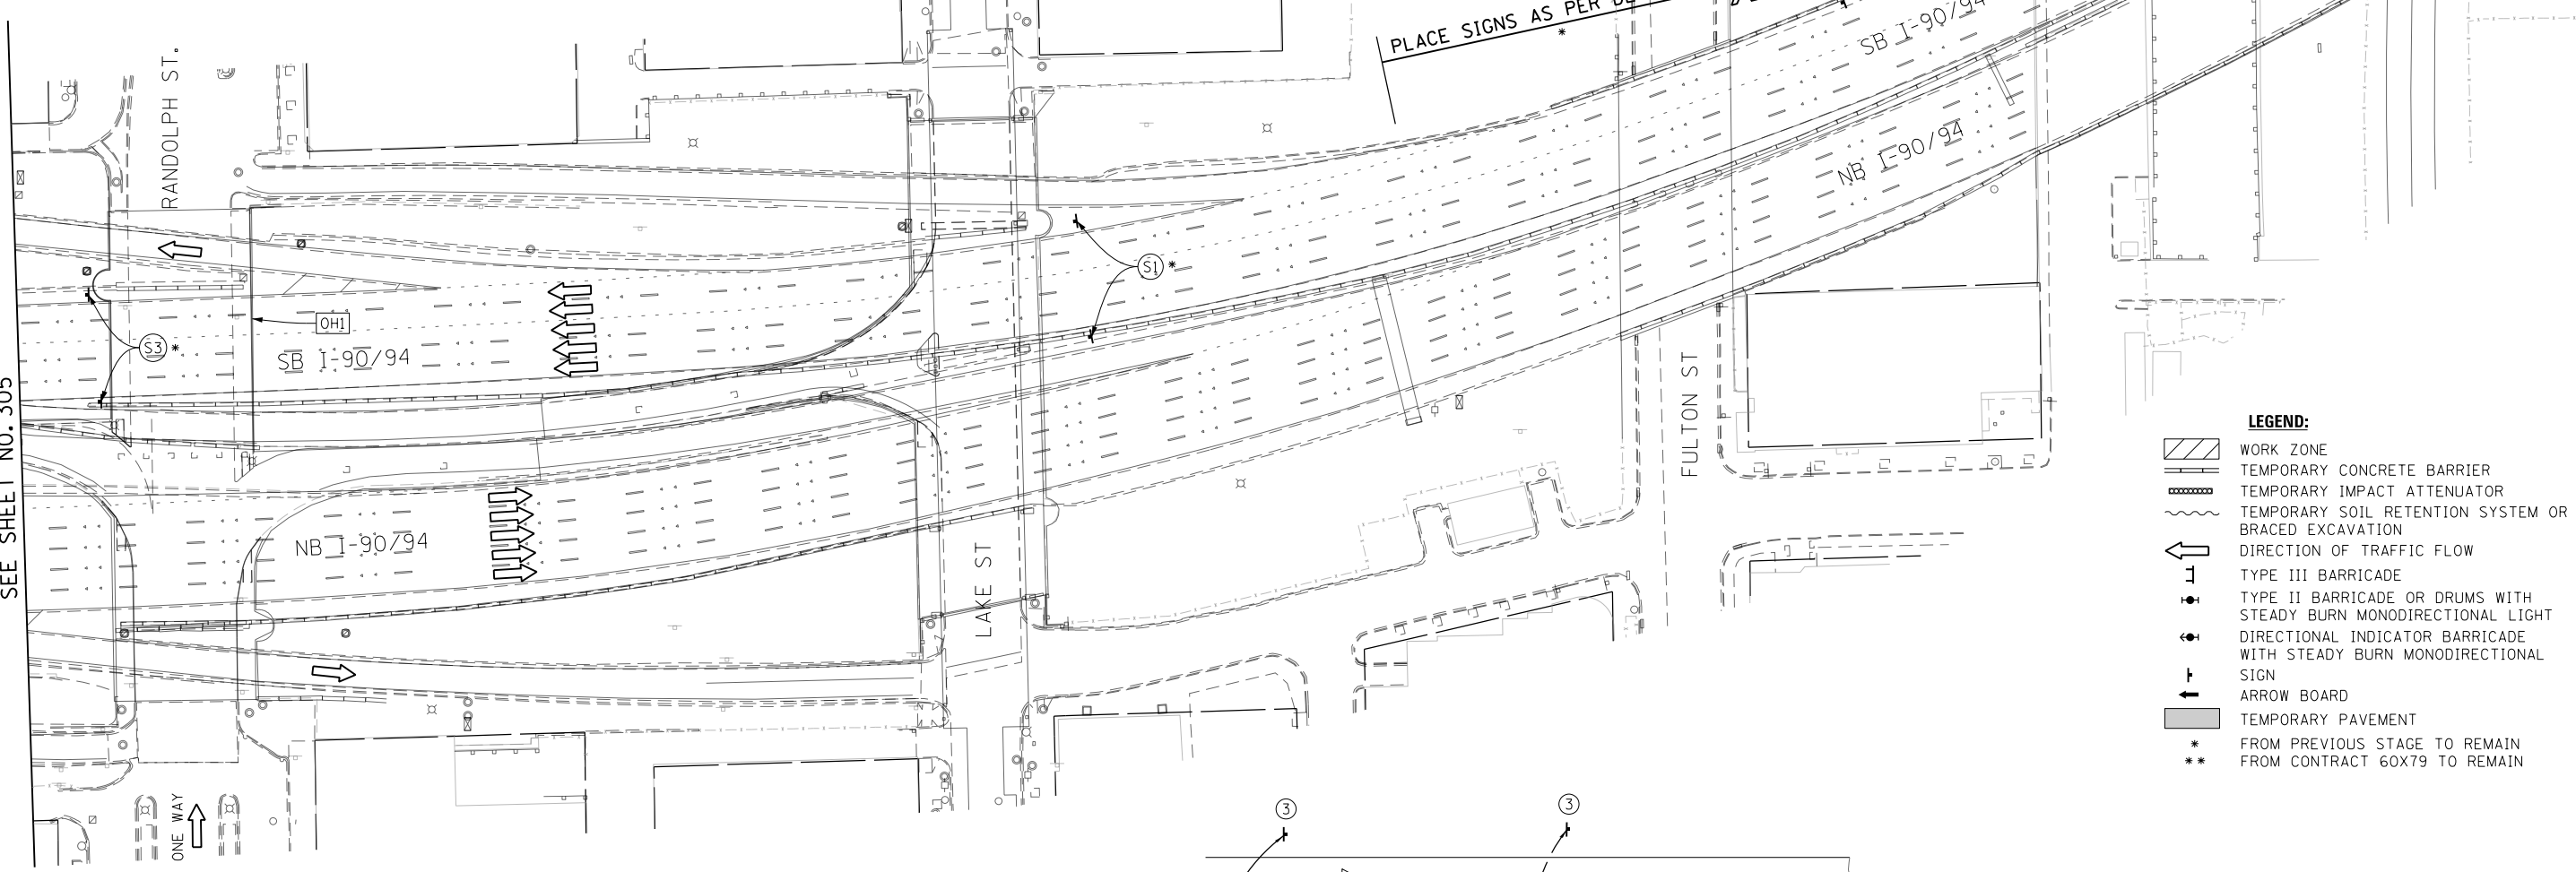 SEE SHEET NO. 305
RANDOLPH ST.
PLACE SIGNS AS PER
SB I-90/94
NB I-90/94
S1 *
OH1
S3 *
SB I-90/94
FULTON ST
NB I-90/94
LAKE ST
ONE WAY
3
3
LEGEND:
WORK ZONE
TEMPORARY CONCRETE BARRIER
TEMPORARY IMPACT ATTENUATOR
TEMPORARY SOIL RETENTION SYSTEM OR
BRACED EXCAVATION
DIRECTION OF TRAFFIC FLOW
TYPE III BARRICADE
TYPE II BARRICADE OR DRUMS WITH
STEADY BURN MONODIRECTIONAL LIGHT
DIRECTIONAL INDICATOR BARRICADE
WITH STEADY BURN MONODIRECTIONAL
SIGN
ARROW BOARD
TEMPORARY PAVEMENT
* FROM PREVIOUS STAGE TO REMAIN
** FROM CONTRACT 60X79 TO REMAIN